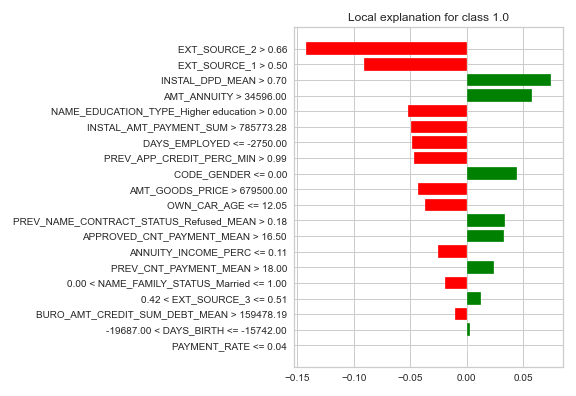 Local explanation for class 1.0
EXT_SOURCE_2 > 0.66
EXT_SOURCE_1 > 0.50
INSTAL_DPD_MEAN > 0.70
AMT_ANNUITY > 34596.00
NAME_EDUCATION_TYPE_Higher education > 0.00
INSTAL_AMT_PAYMENT_SUM > 785773.28
DAYS_EMPLOYED <= -2750.00
PREV_APP_CREDIT_PERC_MIN > 0.99
CODE_GENDER <= 0.00
AMT_GOODS_PRICE > 679500.00
OWN_CAR_AGE <= 12.05
PREV_NAME_CONTRACT_STATUS_Refused_MEAN > 0.18
APPROVED_CNT_PAYMENT_MEAN > 16.50
ANNUITY_INCOME_PERC <= 0.11
PREV_CNT_PAYMENT_MEAN > 18.00
0.00 < NAME_FAMILY_STATUS_Married <= 1.00
0.42 < EXT_SOURCE_3 <= 0.51
BURO_AMT_CREDIT_SUM_DEBT_MEAN > 159478.19
-19687.00 < DAYS_BIRTH <= -15742.00
PAYMENT_RATE <= 0.04
−0.15 −0.10 −0.05 0.00 0.05